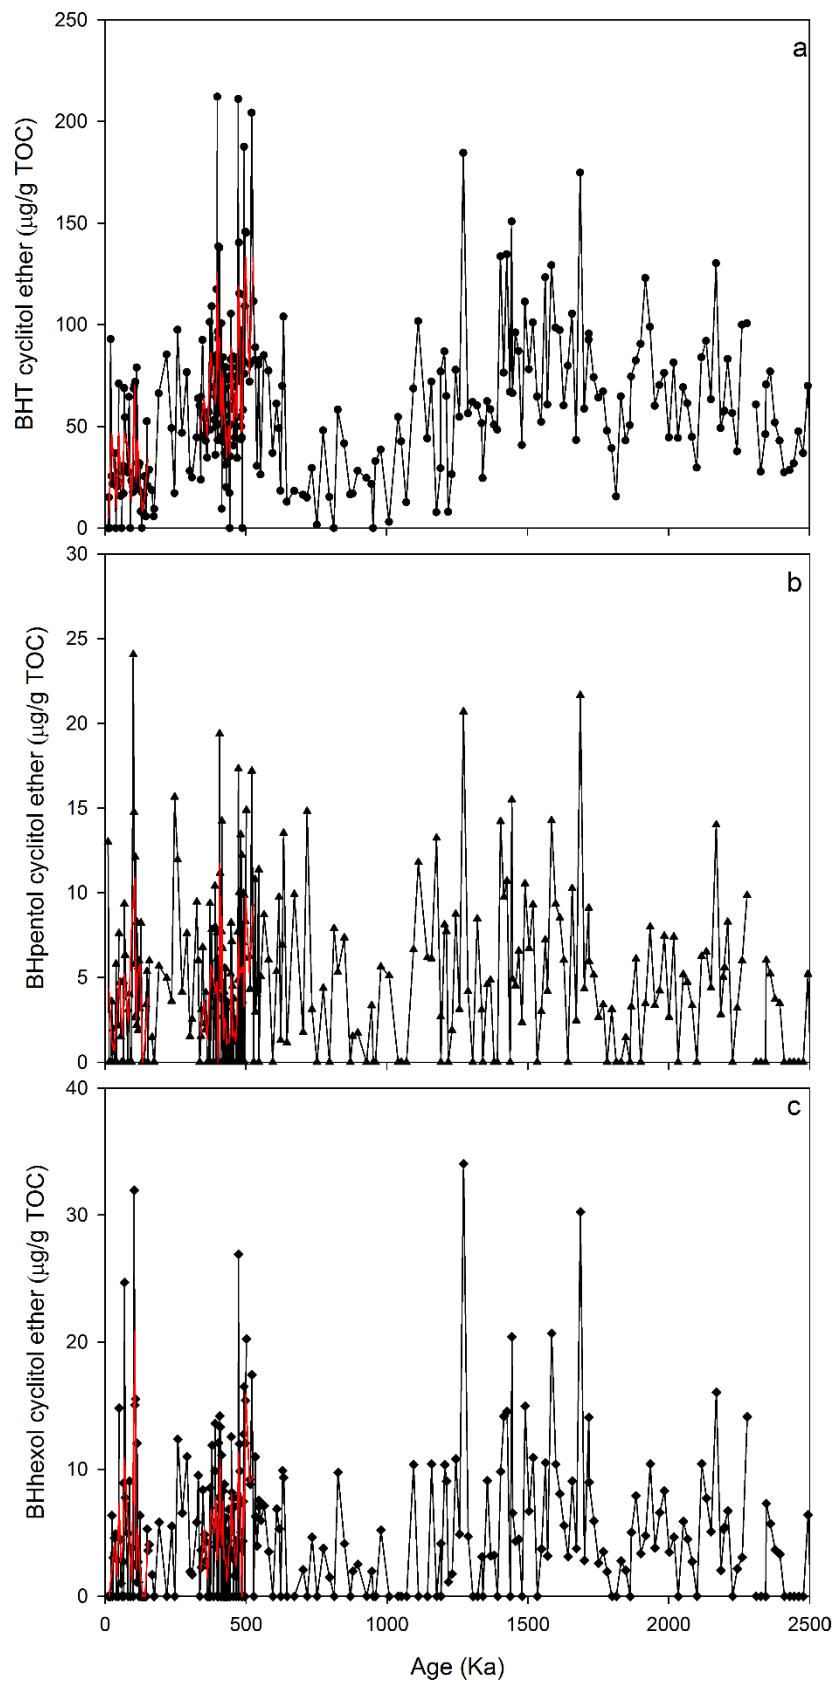 a
250
200
150
100
50
0
BHT cyclitol ether (µg/g TOC)
b
30
25
20
15
10
5
0
BHpentol cyclitol ether (µg/g TOC)
c
40
30
20
10
0
BHhexol cyclitol ether (µg/g TOC)
0 500 1000 1500 2000 2500
Age (Ka)